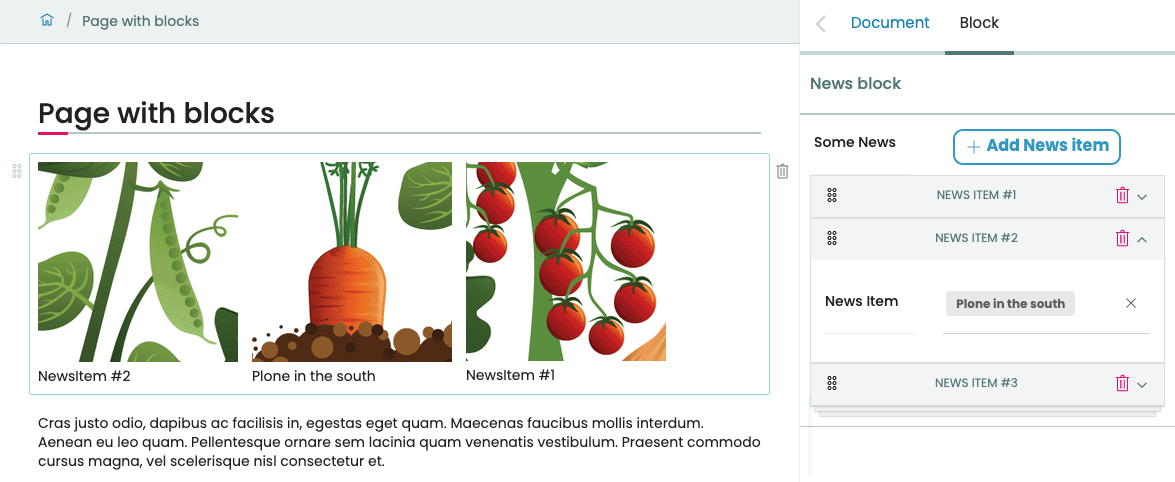 / Page with blocks
Document
Block
Page with blocks
NewsItem #2
Plone in the south
NewsItem #1
Cras justo odio, dapibus ac facilisis in, egestas eget quam. Maecenas faucibus mollis interdum.
Aenean eu leo quam. Pellentesque ornare sem lacinia quam venenatis vestibulum. Praesent commodo
cursus magna, vel scelerisque nisl consectetur et.
News block
Some News
+ Add News item
NEWS ITEM #1
NEWS ITEM #2
News Item
Plone in the south
NEWS ITEM #3